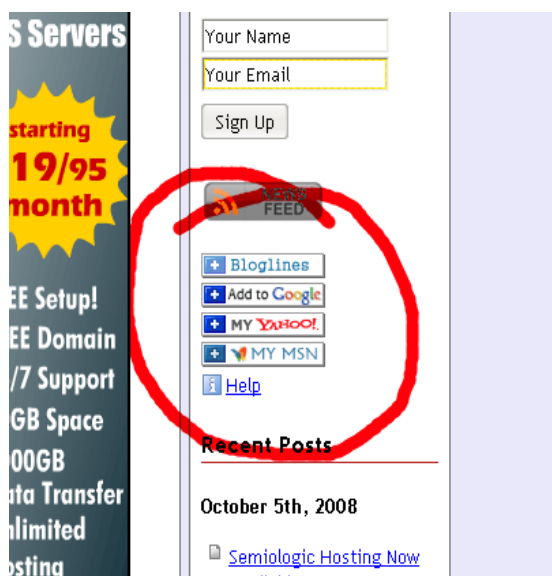 S Servers
starting
19/95
month
EE Setup!
EE Domain
/7 Support
GB Space
00GB
ata Transfer
nlimited
osting
Your Name
Your Email
Sign Up
NEWS
FEED
Bloglines
Add to Google
MY YAHOO!
MY MSN
Help
Recent Posts
October 5th, 2008
Semiologic Hosting Now